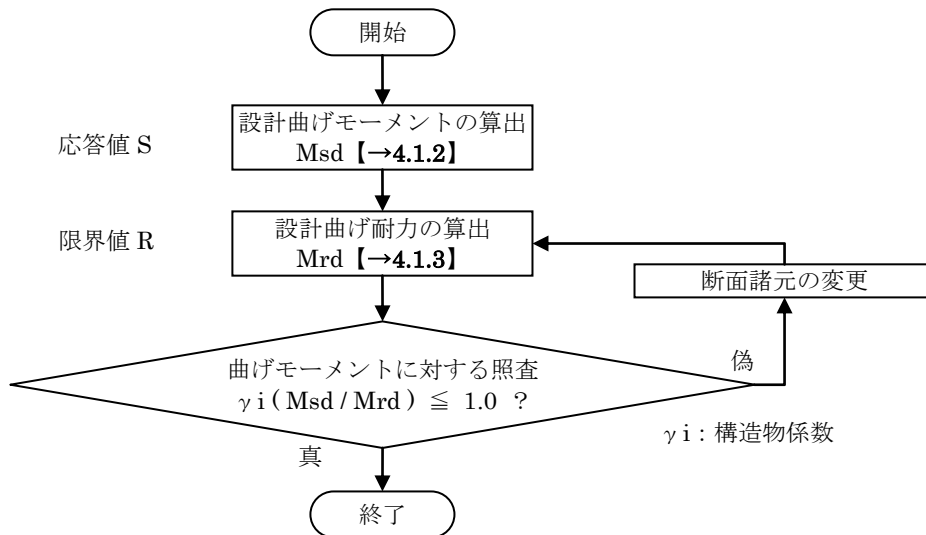 開始
設計曲げモーメントの算出
応答値 S
Msd【→4.1.2】
設計曲げ耐力の算出
限界値 R
Mrd【→4.1.3】
断面諸元の変更
曲げモーメントに対する照査
γi(Msd/Mrd) ≦ 1.0 ?
偽
γi:構造物係数
真
終了